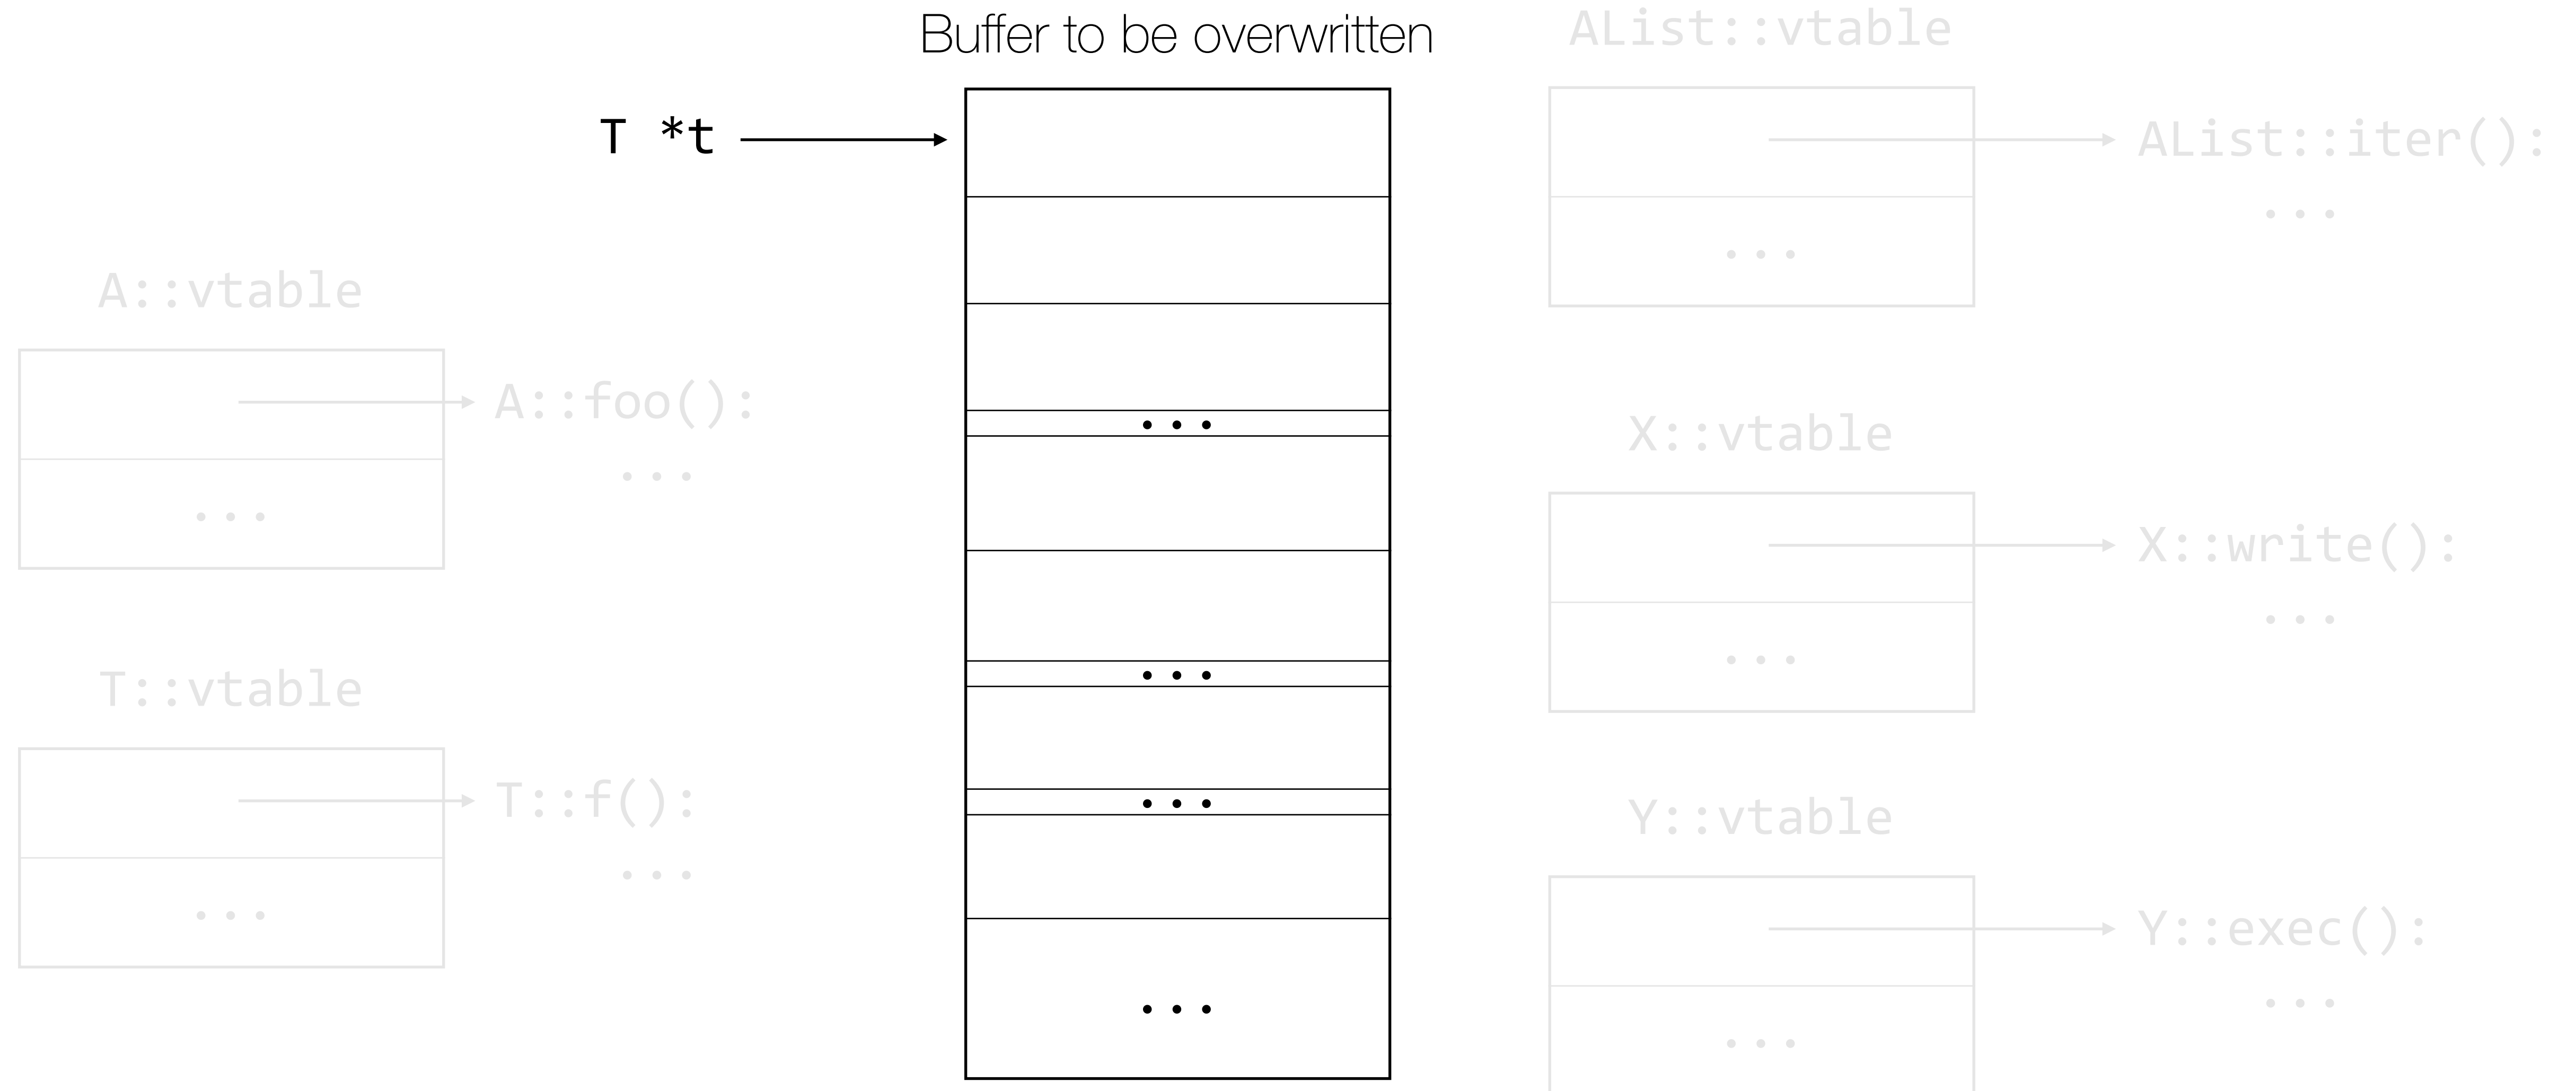 Buffer to be overwritten
T *t
...
...
...
...
A::vtable
A::foo():
...
...
T::vtable
T::f():
...
...
AList::vtable
AList::iter():
...
...
X::vtable
X::write():
...
...
Y::vtable
Y::exec():
...
...